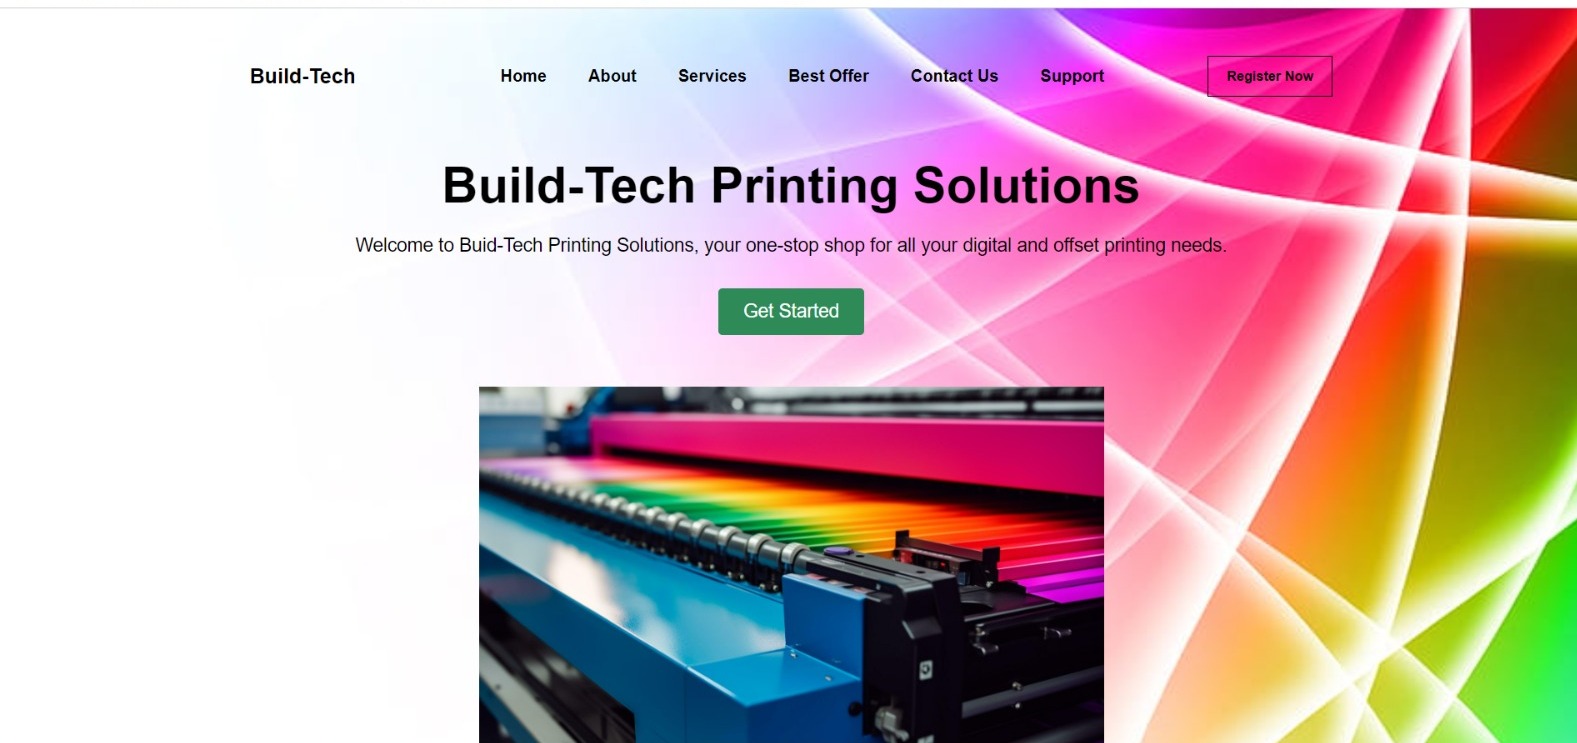 Build-Tech Home About Services Best Offer Contact Us Support Register Now
Build-Tech Printing Solutions
Welcome to Buid-Tech Printing Solutions, your one-stop shop for all your digital and offset printing needs.
Get Started